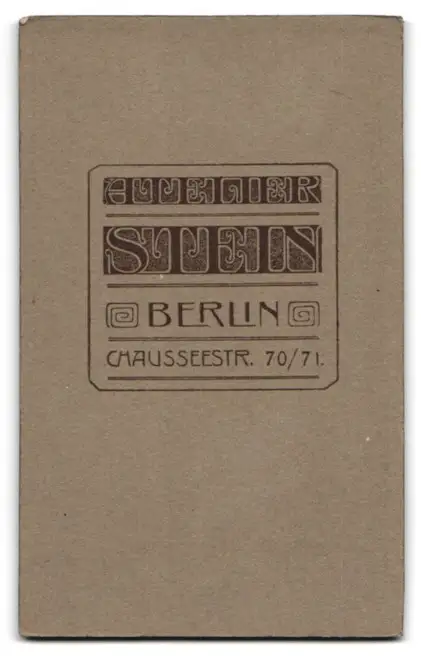 ATELIER
STEIN
BERLIN
CHAUSSEESTR. 70/71.